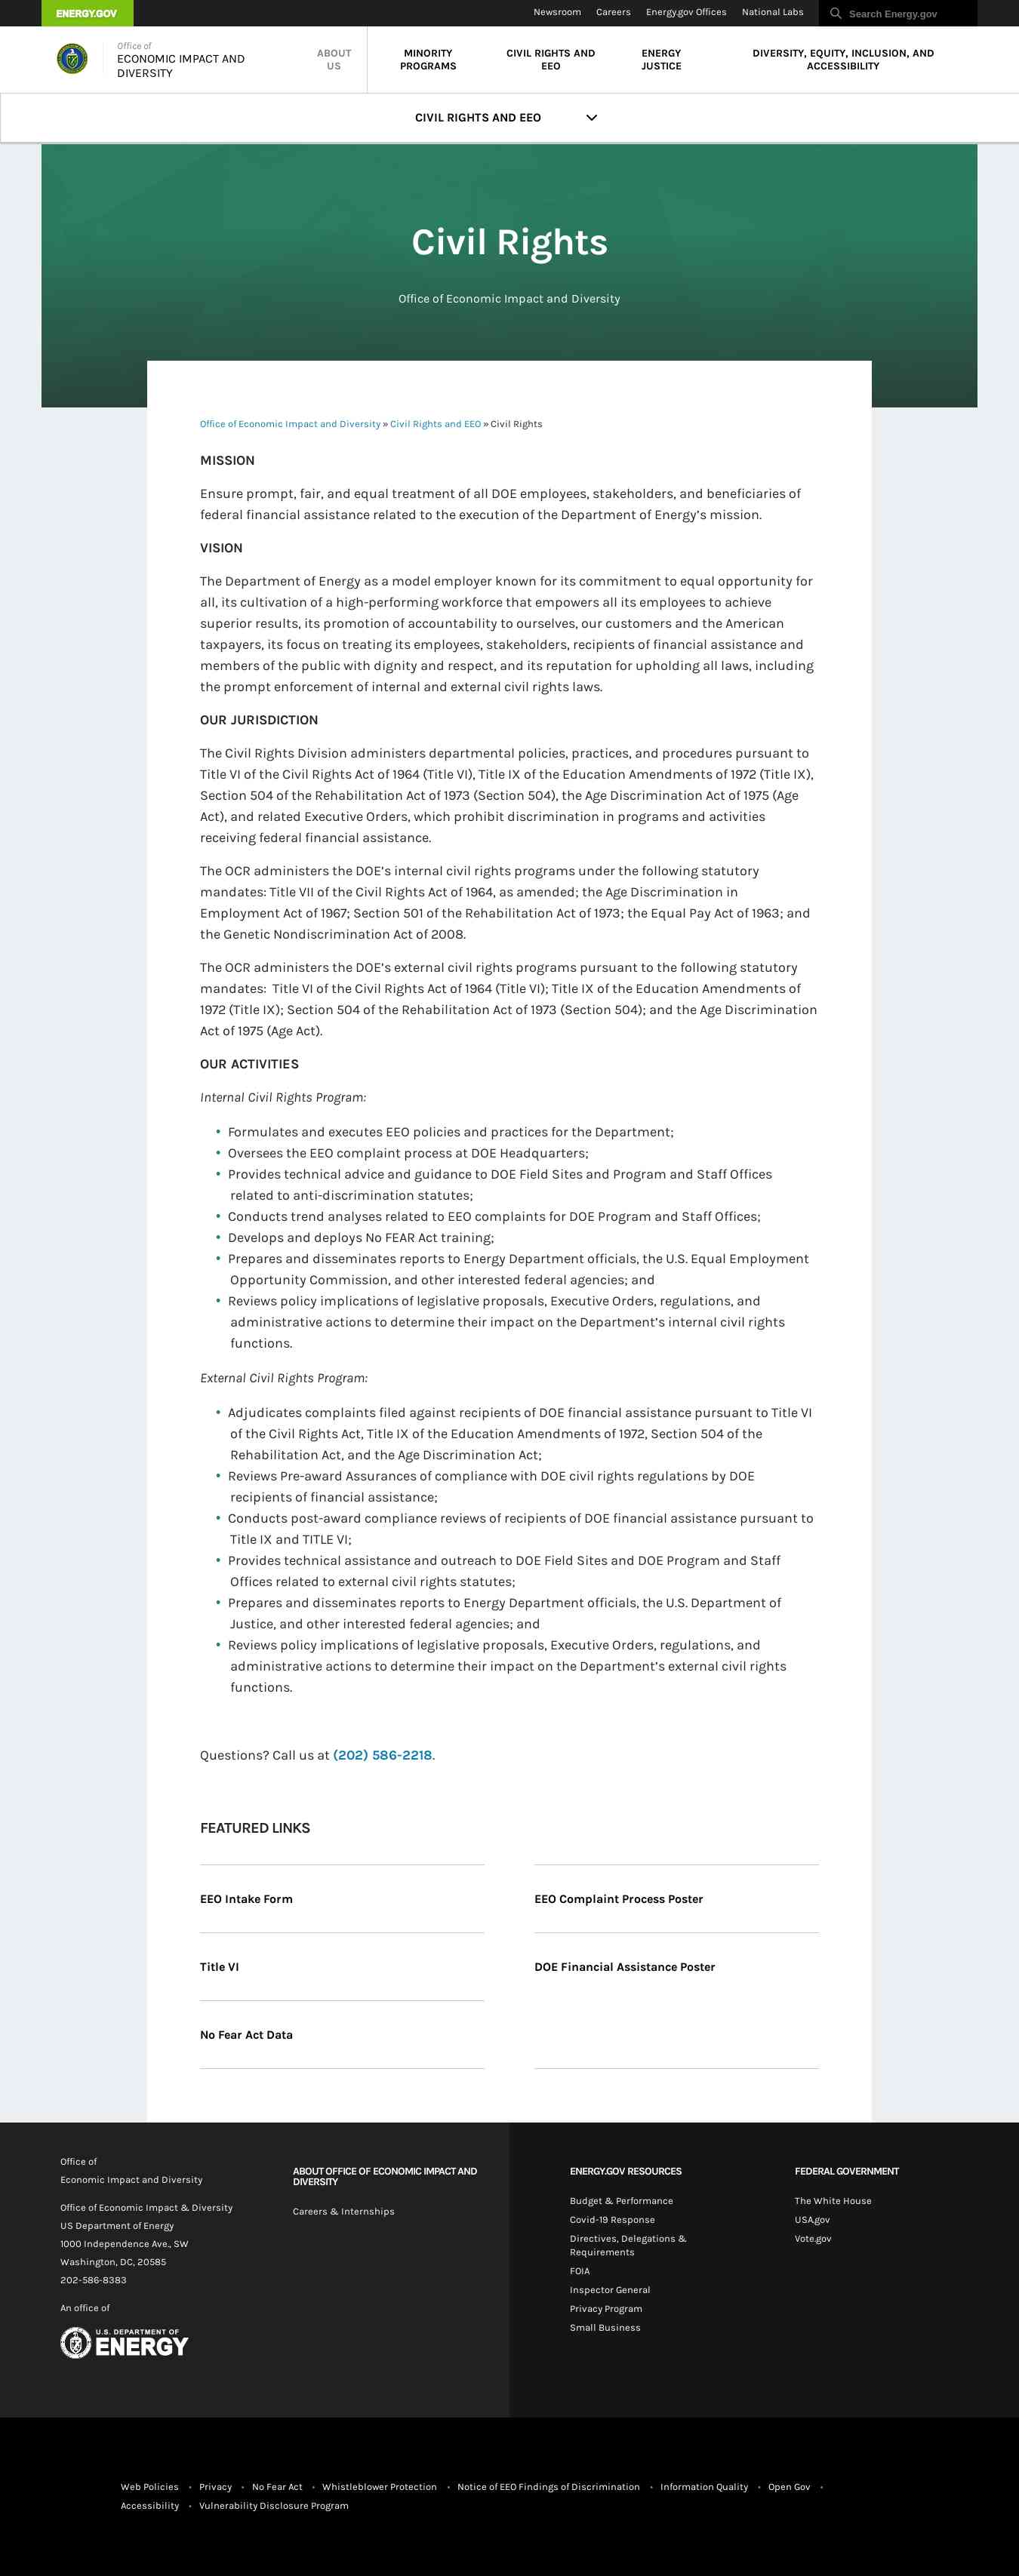 ENERGY.GOV
Newsroom
Careers
Energy.gov Offices
National Labs
Search Energy.gov
Office of
ECONOMIC IMPACT AND
DIVERSITY
ABOUT
US
MINORITY
PROGRAMS
CIVIL RIGHTS AND
EEO
ENERGY
JUSTICE
DIVERSITY, EQUITY, INCLUSION, AND
ACCESSIBILITY
CIVIL RIGHTS AND EEO
Civil Rights
Office of Economic Impact and Diversity
Office of Economic Impact and Diversity » Civil Rights and EEO » Civil Rights
MISSION
Ensure prompt, fair, and equal treatment of all DOE employees, stakeholders, and beneficiaries of
federal financial assistance related to the execution of the Department of Energy’s mission.
VISION
The Department of Energy as a model employer known for its commitment to equal opportunity for
all, its cultivation of a high-performing workforce that empowers all its employees to achieve
superior results, its promotion of accountability to ourselves, our customers and the American
taxpayers, its focus on treating its employees, stakeholders, recipients of financial assistance and
members of the public with dignity and respect, and its reputation for upholding all laws, including
the prompt enforcement of internal and external civil rights laws.
OUR JURISDICTION
The Civil Rights Division administers departmental policies, practices, and procedures pursuant to
Title VI of the Civil Rights Act of 1964 (Title VI), Title IX of the Education Amendments of 1972 (Title IX),
Section 504 of the Rehabilitation Act of 1973 (Section 504), the Age Discrimination Act of 1975 (Age
Act), and related Executive Orders, which prohibit discrimination in programs and activities
receiving federal financial assistance.
The OCR administers the DOE’s internal civil rights programs under the following statutory
mandates: Title VII of the Civil Rights Act of 1964, as amended; the Age Discrimination in
Employment Act of 1967; Section 501 of the Rehabilitation Act of 1973; the Equal Pay Act of 1963; and
the Genetic Nondiscrimination Act of 2008.
The OCR administers the DOE’s external civil rights programs pursuant to the following statutory
mandates:  Title VI of the Civil Rights Act of 1964 (Title VI); Title IX of the Education Amendments of
1972 (Title IX); Section 504 of the Rehabilitation Act of 1973 (Section 504); and the Age Discrimination
Act of 1975 (Age Act).
OUR ACTIVITIES
Internal Civil Rights Program:
• Formulates and executes EEO policies and practices for the Department;
• Oversees the EEO complaint process at DOE Headquarters;
• Provides technical advice and guidance to DOE Field Sites and Program and Staff Offices
related to anti-discrimination statutes;
• Conducts trend analyses related to EEO complaints for DOE Program and Staff Offices;
• Develops and deploys No FEAR Act training;
• Prepares and disseminates reports to Energy Department officials, the U.S. Equal Employment
Opportunity Commission, and other interested federal agencies; and
• Reviews policy implications of legislative proposals, Executive Orders, regulations, and
administrative actions to determine their impact on the Department’s internal civil rights
functions.
External Civil Rights Program:
• Adjudicates complaints filed against recipients of DOE financial assistance pursuant to Title VI
of the Civil Rights Act, Title IX of the Education Amendments of 1972, Section 504 of the
Rehabilitation Act, and the Age Discrimination Act;
• Reviews Pre-award Assurances of compliance with DOE civil rights regulations by DOE
recipients of financial assistance;
• Conducts post-award compliance reviews of recipients of DOE financial assistance pursuant to
Title IX and TITLE VI;
• Provides technical assistance and outreach to DOE Field Sites and DOE Program and Staff
Offices related to external civil rights statutes;
• Prepares and disseminates reports to Energy Department officials, the U.S. Department of
Justice, and other interested federal agencies; and
• Reviews policy implications of legislative proposals, Executive Orders, regulations, and
administrative actions to determine their impact on the Department’s external civil rights
functions.
Questions? Call us at (202) 586-2218.
FEATURED LINKS
EEO Intake Form
EEO Complaint Process Poster
Title VI
DOE Financial Assistance Poster
No Fear Act Data
Office of
Economic Impact and Diversity
Office of Economic Impact & Diversity
US Department of Energy
1000 Independence Ave., SW
Washington, DC, 20585
202-586-8383
An office of
U.S. DEPARTMENT OF
ENERGY
ABOUT OFFICE OF ECONOMIC IMPACT AND
DIVERSITY
Careers & Internships
ENERGY.GOV RESOURCES
Budget & Performance
Covid-19 Response
Directives, Delegations &
Requirements
FOIA
Inspector General
Privacy Program
Small Business
FEDERAL GOVERNMENT
The White House
USA.gov
Vote.gov
Web Policies • Privacy • No Fear Act • Whistleblower Protection • Notice of EEO Findings of Discrimination • Information Quality • Open Gov •
Accessibility • Vulnerability Disclosure Program